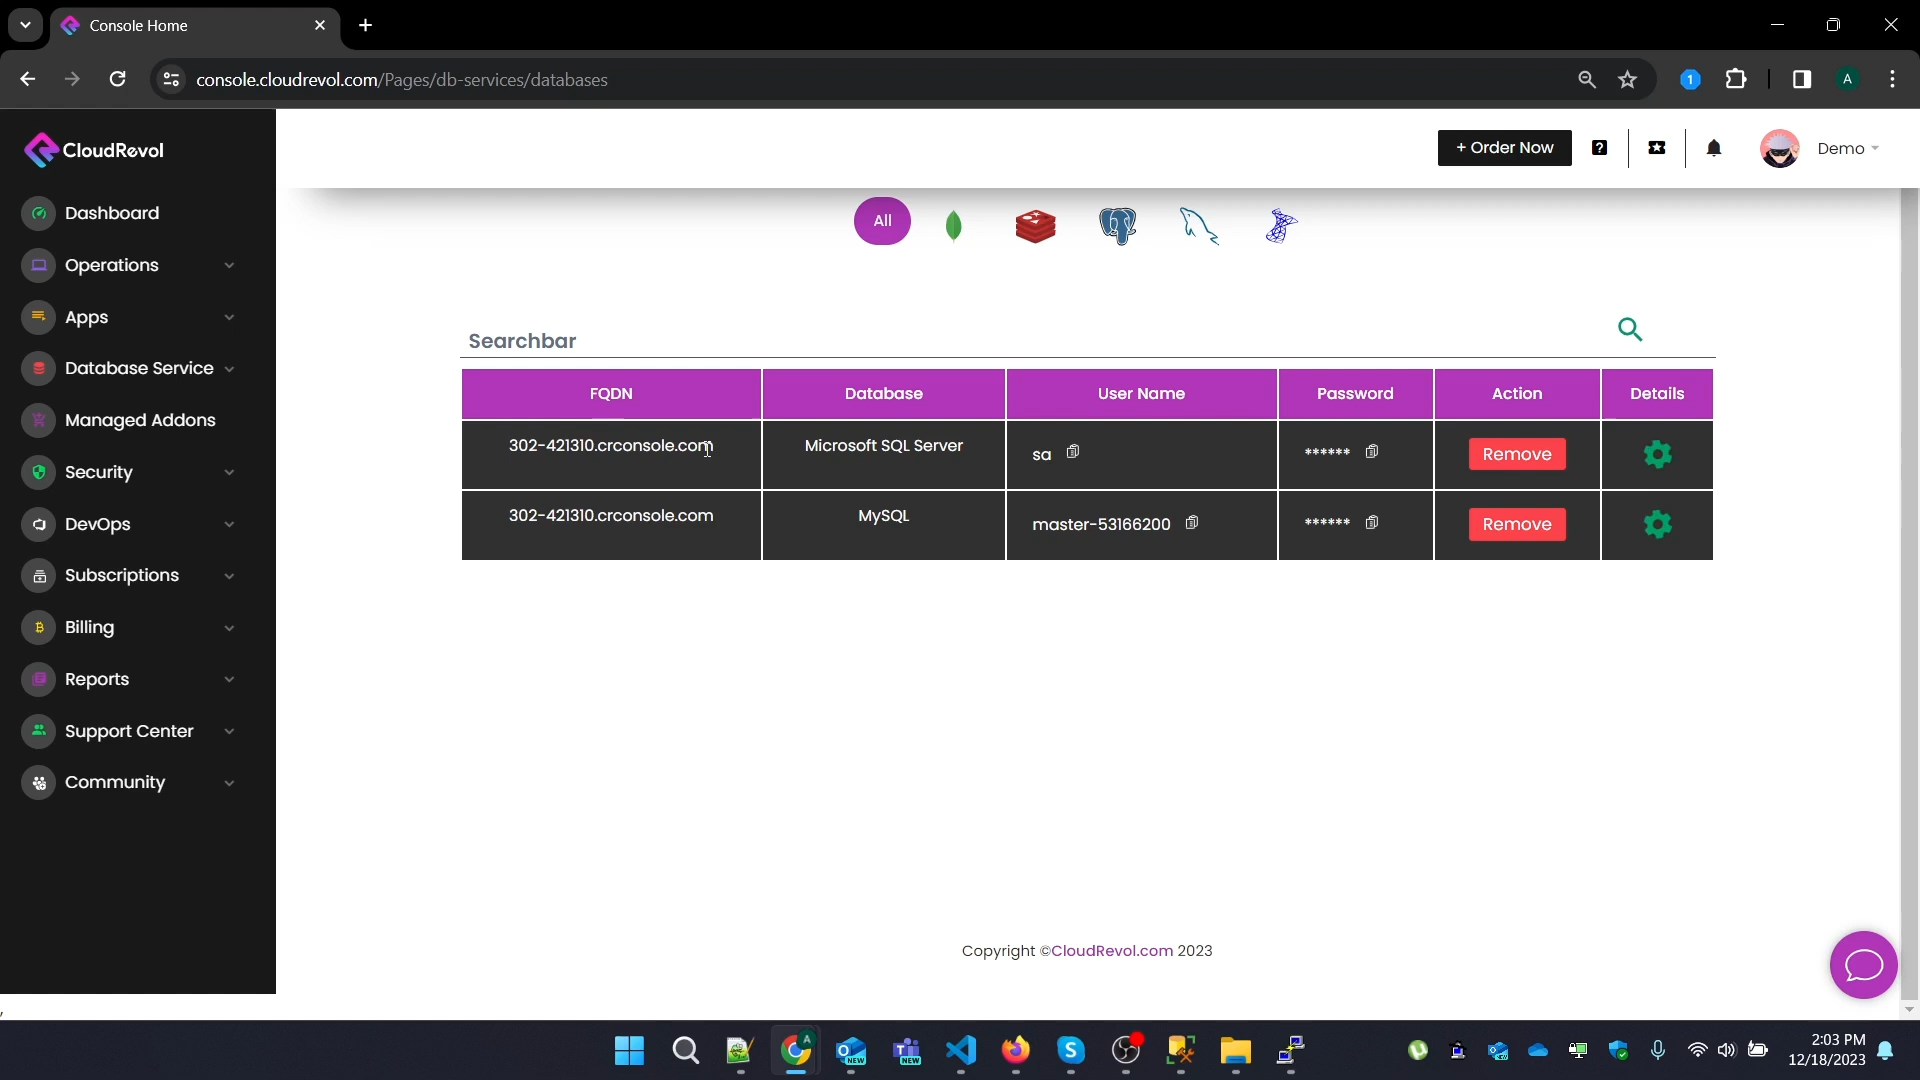 Console Home
console.cloudrevol.com/Pages/db-services/databases
1
A
CloudRevol
+ Order Now
?
Demo
Dashboard
Operations
Apps
Database Service
Managed Addons
Security
DevOps
Subscriptions
Billing
Reports
Support Center
Community
All
Searchbar
FQDN Database User Name Password Action Details
302-421310.crconsole.com Microsoft SQL Server sa ****** Remove
302-421310.crconsole.com MySQL master-53166200 ****** Remove
Copyright ©CloudRevol.com 2023
,
A
NEW
NEW
2:03 PM
12/18/2023